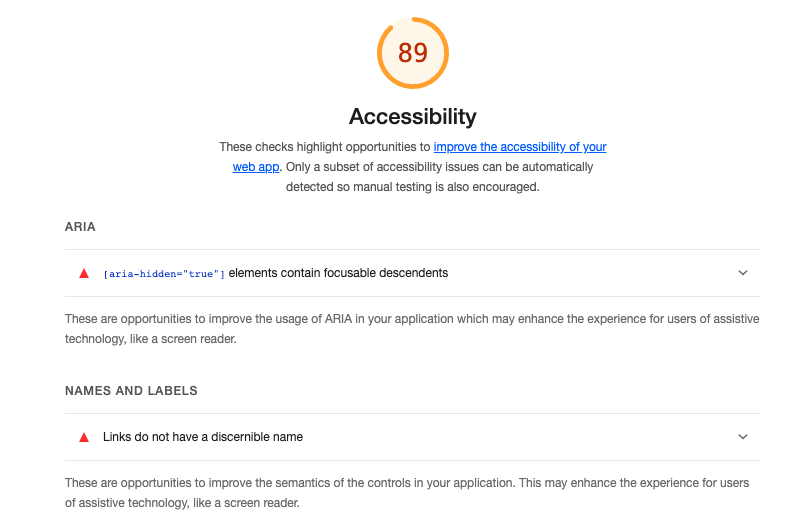 89
Accessibility
These checks highlight opportunities to improve the accessibility of your
web app. Only a subset of accessibility issues can be automatically
detected so manual testing is also encouraged.
ARIA
[aria-hidden="true"] elements contain focusable descendents
These are opportunities to improve the usage of ARIA in your application which may enhance the experience for users of assistive
technology, like a screen reader.
NAMES AND LABELS
Links do not have a discernible name
These are opportunities to improve the semantics of the controls in your application. This may enhance the experience for users
of assistive technology, like a screen reader.